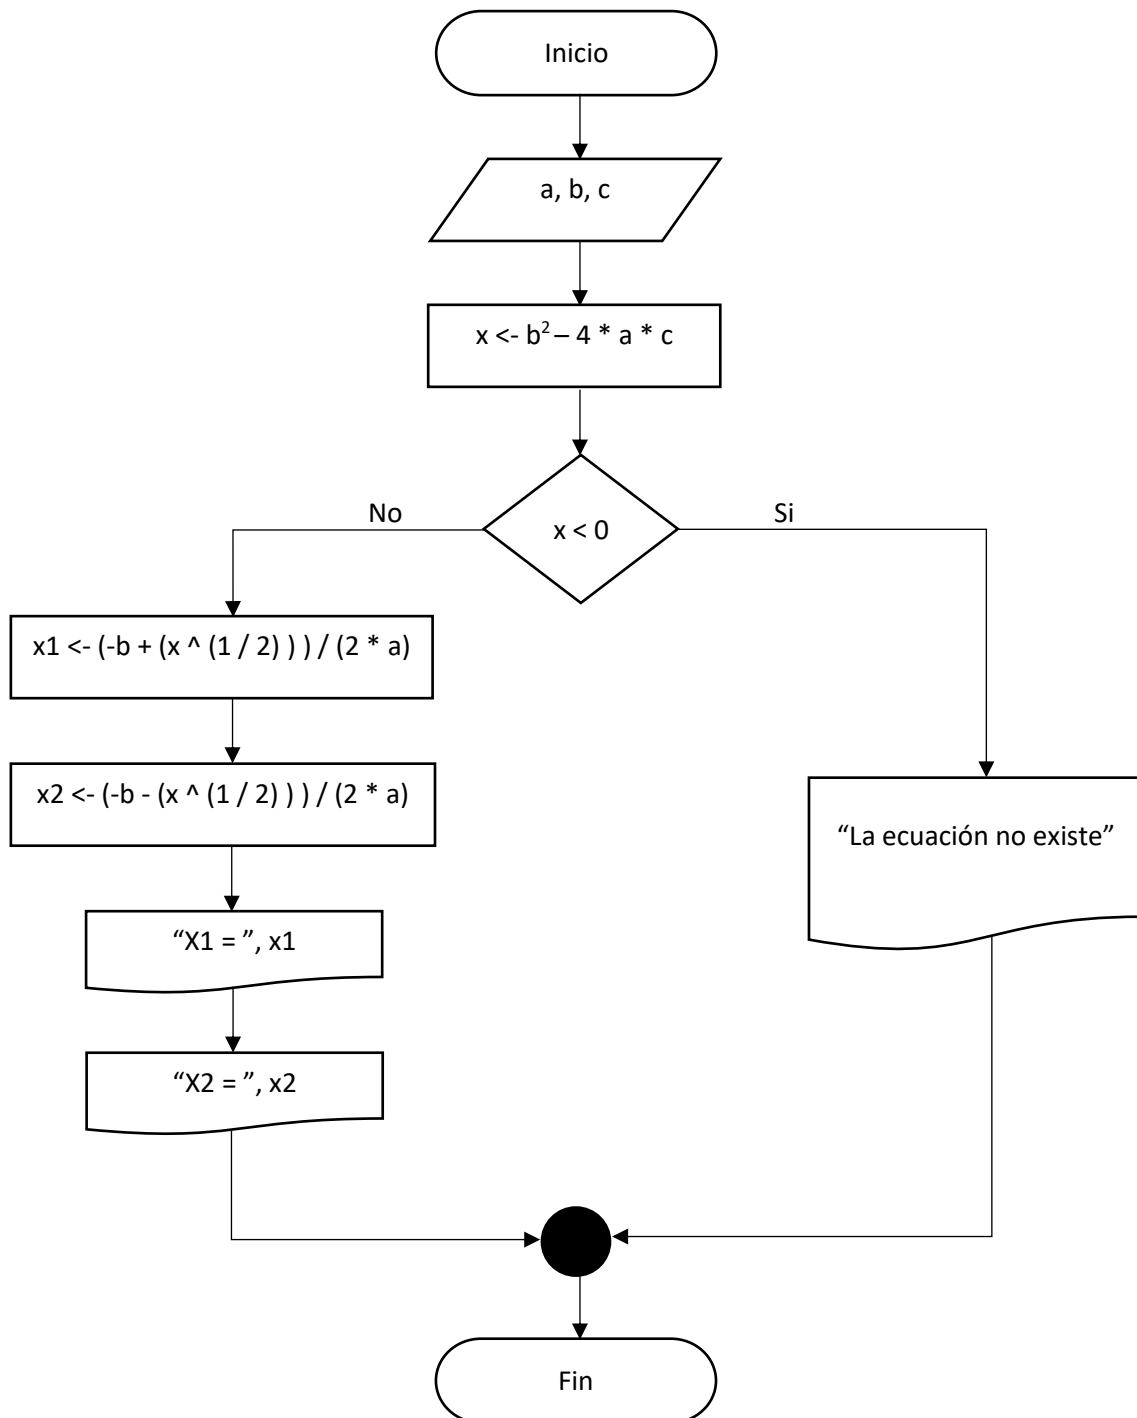 Inicio
a, b, c
x <- b² – 4 * a * c
x < 0
No
Si
x1 <- (-b + (x ^ (1 / 2) ) ) / (2 * a)
x2 <- (-b - (x ^ (1 / 2) ) ) / (2 * a)
“La ecuación no existe”
“X1 = ”, x1
“X2 = ”, x2
Fin